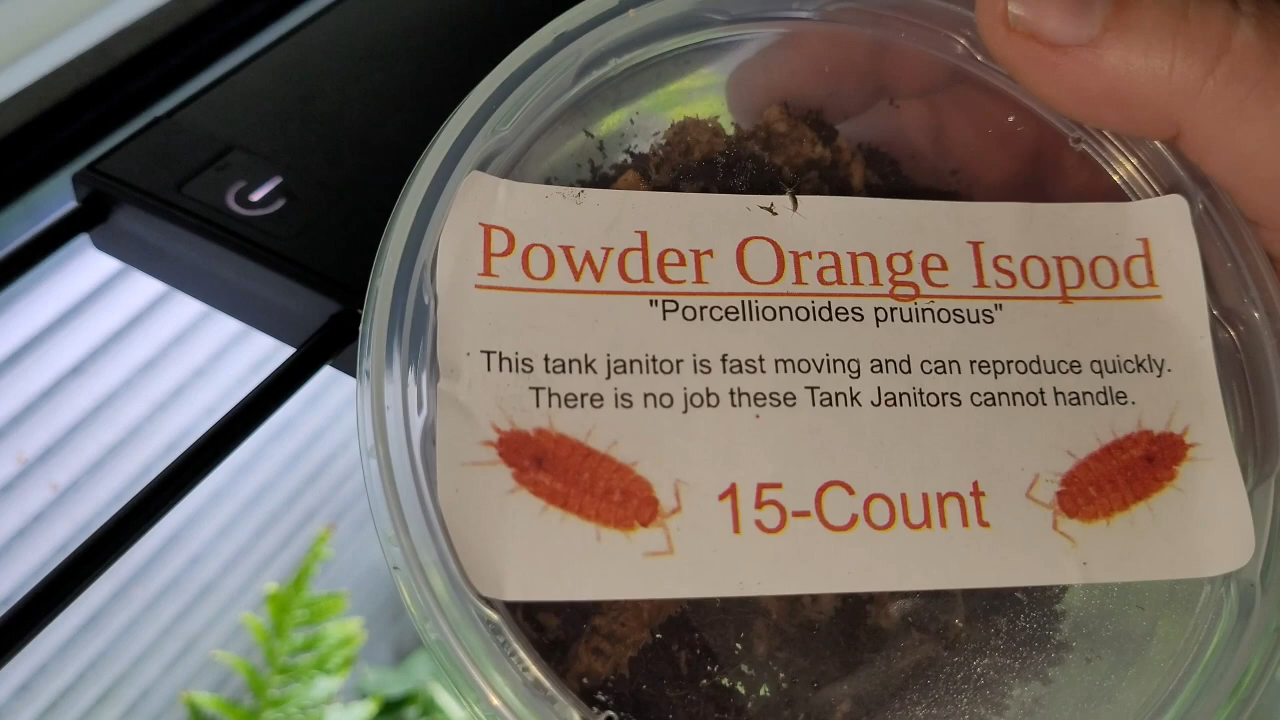 Powder Orange Isopod
"Porcellionoides pruinosus"
This tank janitor is fast moving and can reproduce quickly.
There is no job these Tank Janitors cannot handle.
15-Count